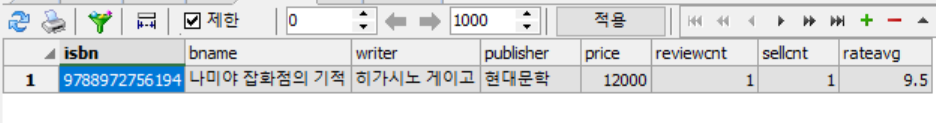 제한 0 1000 적용
isbn bname writer publisher price reviewcnt sellcnt rateavg
1 9788972756194 나미야 잡화점의 기적 히가시노 게이고 현대문학 12000 1 1 9.5